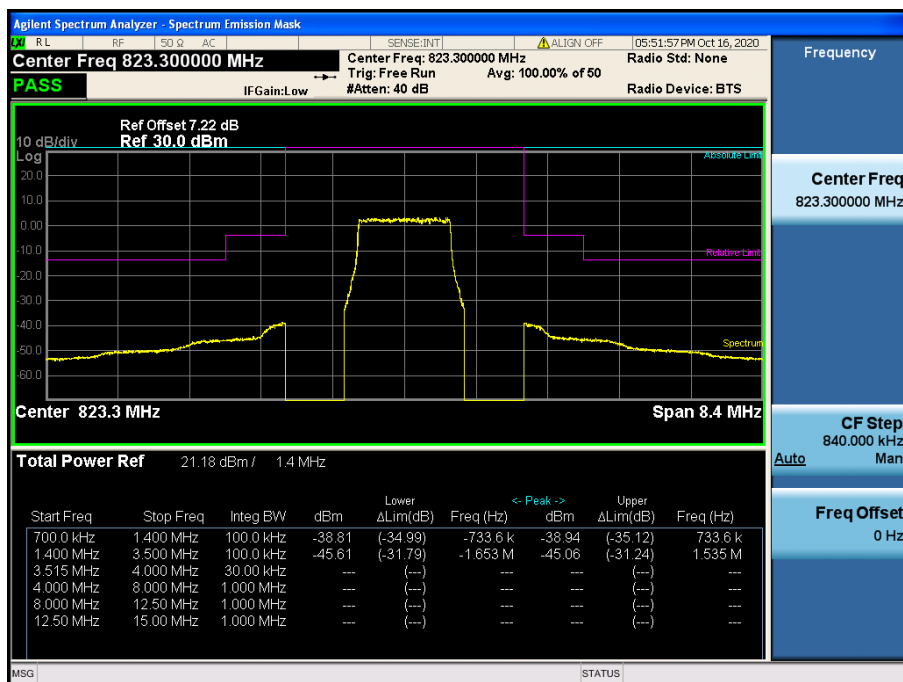 Agilent Spectrum Analyzer - Spectrum Emission Mask
LXI RL RF 50 Ω AC SENSE:INT ALIGN OFF 05:51:57 PM Oct 16, 2020
Center Freq 823.300000 MHz
Center Freq: 823.300000 MHz
Radio Std: None
Trig: Free Run Avg: 100.00% of 50
PASS
IFGain:Low
#Atten: 40 dB
Radio Device: BTS
Ref Offset 7.22 dB
10 dB/div Ref 30.0 dBm
Log
Absolute Limit
20.0
10.0
0.00
-10.0
Relative Limit
-20.0
-30.0
-40.0
-50.0
Spectrum
-60.0
Center 823.3 MHz Span 8.4 MHz
Total Power Ref 21.18 dBm / 1.4 MHz
Lower <- Peak -> Upper
Start Freq Stop Freq Integ BW dBm ΔLim(dB) Freq (Hz) dBm ΔLim(dB) Freq (Hz)
700.0 kHz 1.400 MHz 100.0 kHz -38.81 (-34.99) -733.6 k -38.94 (-35.12) 733.6 k
1.400 MHz 3.500 MHz 100.0 kHz -45.61 (-31.79) -1.653 M -45.06 (-31.24) 1.535 M
3.515 MHz 4.000 MHz 30.00 kHz --- (---) --- --- (---) ---
4.000 MHz 8.000 MHz 1.000 MHz --- (---) --- --- (---) ---
8.000 MHz 12.50 MHz 1.000 MHz --- (---) --- --- (---) ---
12.50 MHz 15.00 MHz 1.000 MHz --- (---) --- --- (---) ---
MSG STATUS
Frequency
Center Freq
823.300000 MHz
CF Step
840.000 kHz
Auto Man
Freq Offset
0 Hz